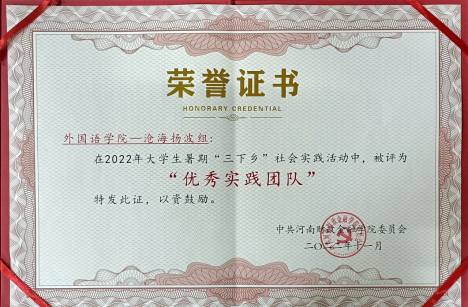 荣誉证书
HONORARY CREDENTIAL
外国语学院—沧海扬波组:
在2022年大学生暑期“三下乡”社会实践活动中，被评为
“优秀实践团队”
特发此证，以资鼓励。
中共河南财政金融学院委员会
二〇二二年十一月